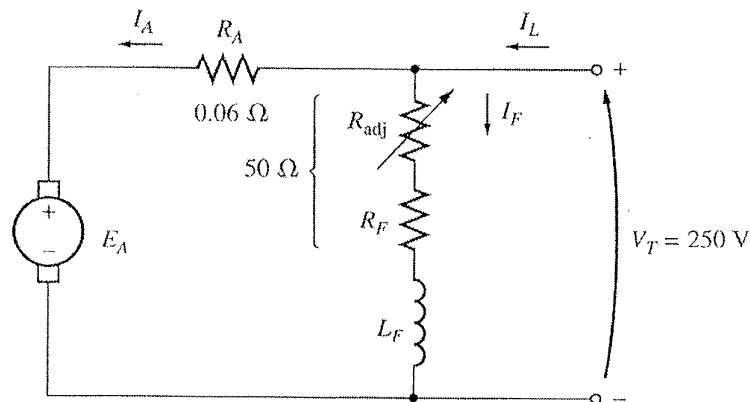 I_A
R_A
I_L
+
0.06 Ω
R_adj
I_F
50 Ω
+
E_A
−
R_F
V_T = 250 V
L_F
−